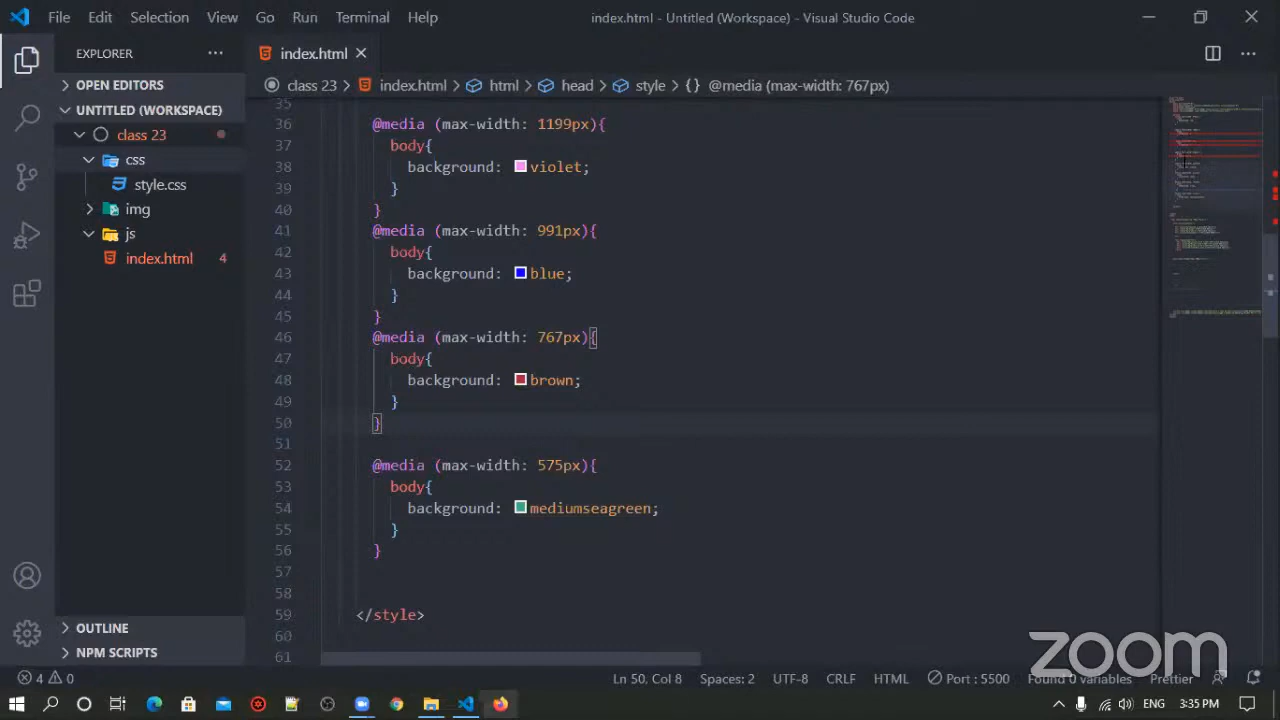 File Edit Selection View Go Run Terminal Help
index.html - Untitled (Workspace) - Visual Studio Code
EXPLORER
index.html
OPEN EDITORS
UNTITLED (WORKSPACE)
class 23
css
style.css
img
js
index.html 4
OUTLINE
NPM SCRIPTS
class 23 > index.html > html > head > style > {} @media (max-width: 767px)
35
36 @media (max-width: 1199px){
37 body{
38 background: violet;
39 }
40 }
41 @media (max-width: 991px){
42 body{
43 background: blue;
44 }
45 }
46 @media (max-width: 767px){
47 body{
48 background: brown;
49 }
50 }
51
52 @media (max-width: 575px){
53 body{
54 background: mediumseagreen;
55 }
56 }
57
58
59 </style>
60
61
zoom
4 0
Ln 50, Col 8 Spaces: 2 UTF-8 CRLF HTML Port : 5500 Found 0 variables Prettier
ENG 3:35 PM